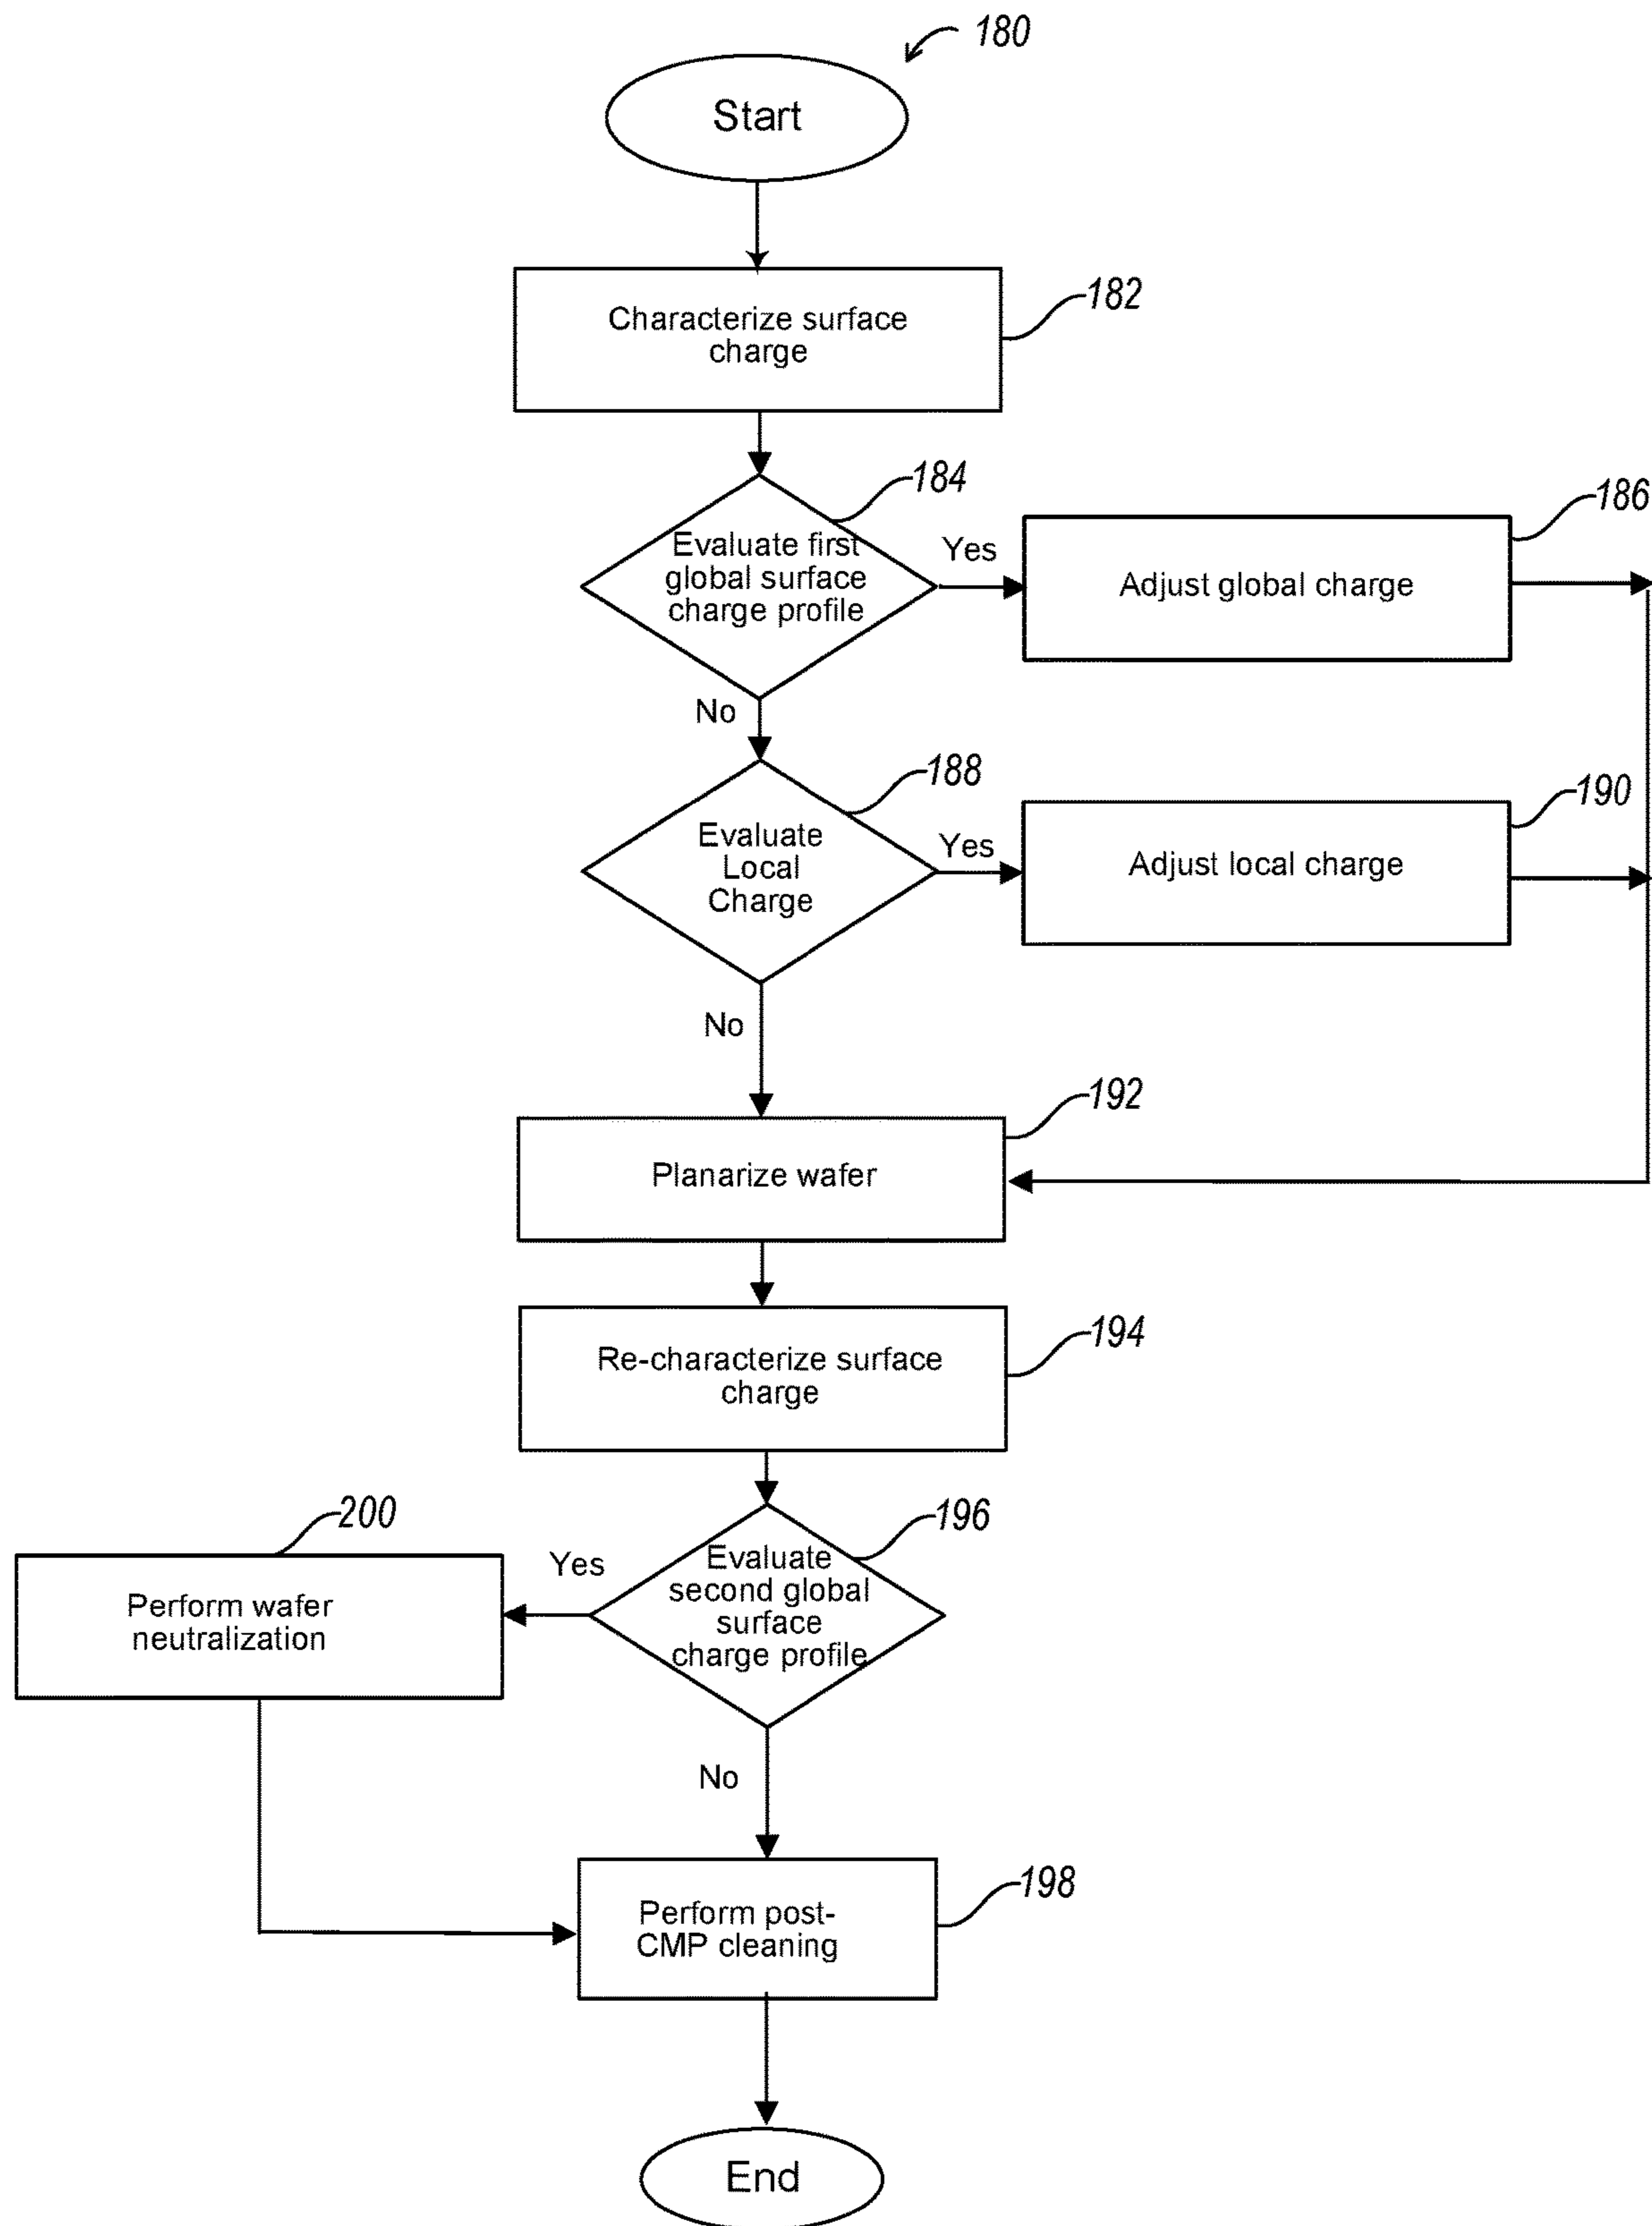 180
Start
182
Characterize surface
charge
184
186
Evaluate first
global surface
charge profile
Yes
Adjust global charge
No
188
190
Evaluate
Local
Charge
Yes
Adjust local charge
No
192
Planarize wafer
194
Re-characterize surface
charge
200
196
Yes
Evaluate
second global
surface
charge profile
Perform wafer
neutralization
No
198
Perform post-
CMP cleaning
End